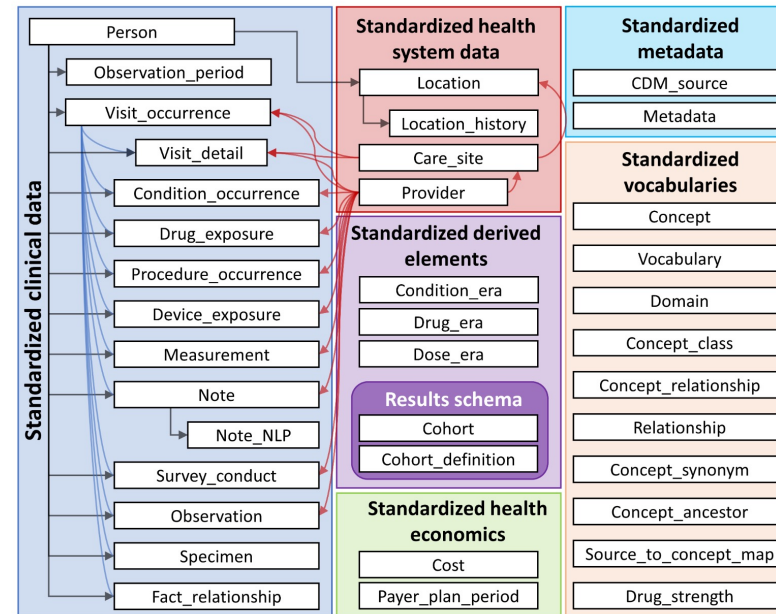 Standardized clinical data
Person
Observation_period
Visit_occurrence
Visit_detail
Condition_occurrence
Drug_exposure
Procedure_occurrence
Device_exposure
Measurement
Note
Note_NLP
Survey_conduct
Observation
Specimen
Fact_relationship
Standardized health
system data
Location
Location_history
Care_site
Provider
Standardized derived
elements
Condition_era
Drug_era
Dose_era
Results schema
Cohort
Cohort_definition
Standardized health
economics
Cost
Payer_plan_period
Standardized
metadata
CDM_source
Metadata
Standardized
vocabularies
Concept
Vocabulary
Domain
Concept_class
Concept_relationship
Relationship
Concept_synonym
Concept_ancestor
Source_to_concept_map
Drug_strength